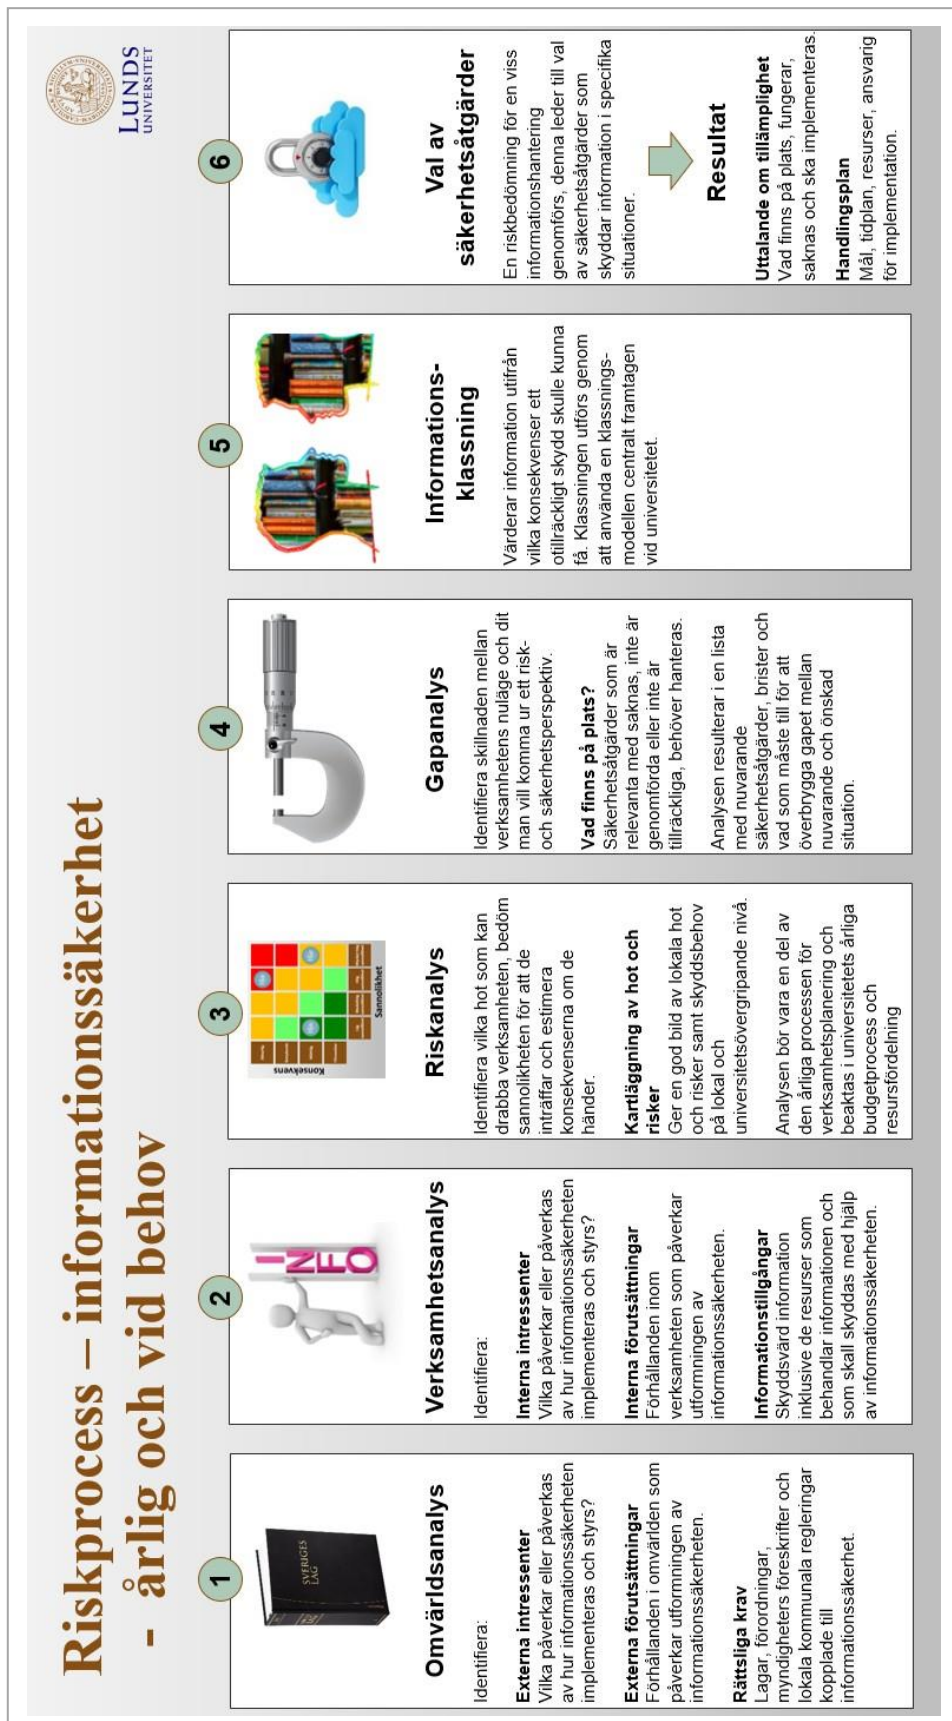 Riskprocess – informationssäkerhet
- årlig och vid behov
LUNDS
UNIVERSITET
1
SVERIGES
LAG
Omvärldsanalys
Identifiera:
Externa intressenter
Vilka påverkar eller påverkas
av hur informationssäkerheten
implementeras och styrs?
Externa förutsättningar
Förhållanden i omvärlden som
påverkar utformningen av
informationssäkerheten.
Rättsliga krav
Lagar, förordningar,
myndigheters föreskrifter och
lokala kommunala regleringar
kopplade till
informationssäkerhet.
2
INFO
Verksamhetsanalys
Identifiera:
Interna intressenter
Vilka påverkar eller påverkas
av hur informationssäkerheten
implementeras och styrs?
Interna förutsättningar
Förhållanden inom
verksamheten som påverkar
utformningen av
informationssäkerheten.
Informationstillgångar
Skyddsvärd information
inklusive de resurser som
behandlar informationen och
som skall skyddas med hjälp
av informationssäkerheten.
3
Konsekvens
Sannolikhet
Riskanalys
Identifiera vilka hot som kan
drabba verksamheten, bedöm
sannolikheten för att de
inträffar och estimera
konsekvenserna om de
händer.
Kartläggning av hot och
risker
Ger en god bild av lokala hot
och risker samt skyddsbehov
på lokal och
universitetsövergripande nivå.
Analysen bör vara en del av
den årliga processen för
verksamhetsplanering och
beaktas i universitetets årliga
budgetprocess och
resursfördelning
4
Gapanalys
Identifiera skillnaden mellan
verksamhetens nuläge och dit
man vill komma ur ett risk-
och säkerhetsperspektiv.
Vad finns på plats?
Säkerhetsåtgärder som är
relevanta med saknas, inte är
genomförda eller inte är
tillräckliga, behöver hanteras.
Analysen resulterar i en lista
med nuvarande
säkerhetsåtgärder, brister och
vad som måste till för att
överbrygga gapet mellan
nuvarande och önskad
situation.
5
Informations-
klassning
Värderar information utifrån
vilka konsekvenser ett
otillräckligt skydd skulle kunna
få. Klassningen utförs genom
att använda en klassnings-
modellen centralt framtagen
vid universitetet.
6
Val av
säkerhetsåtgärder
En riskbedömning för en viss
informationshantering
genomförs, denna leder till val
av säkerhetsåtgärder som
skyddar information i specifika
situationer.
Resultat
Uttalande om tillämplighet
Vad finns på plats, fungerar,
saknas och ska implementeras.
Handlingsplan
Mål, tidplan, resurser, ansvarig
för implementation.